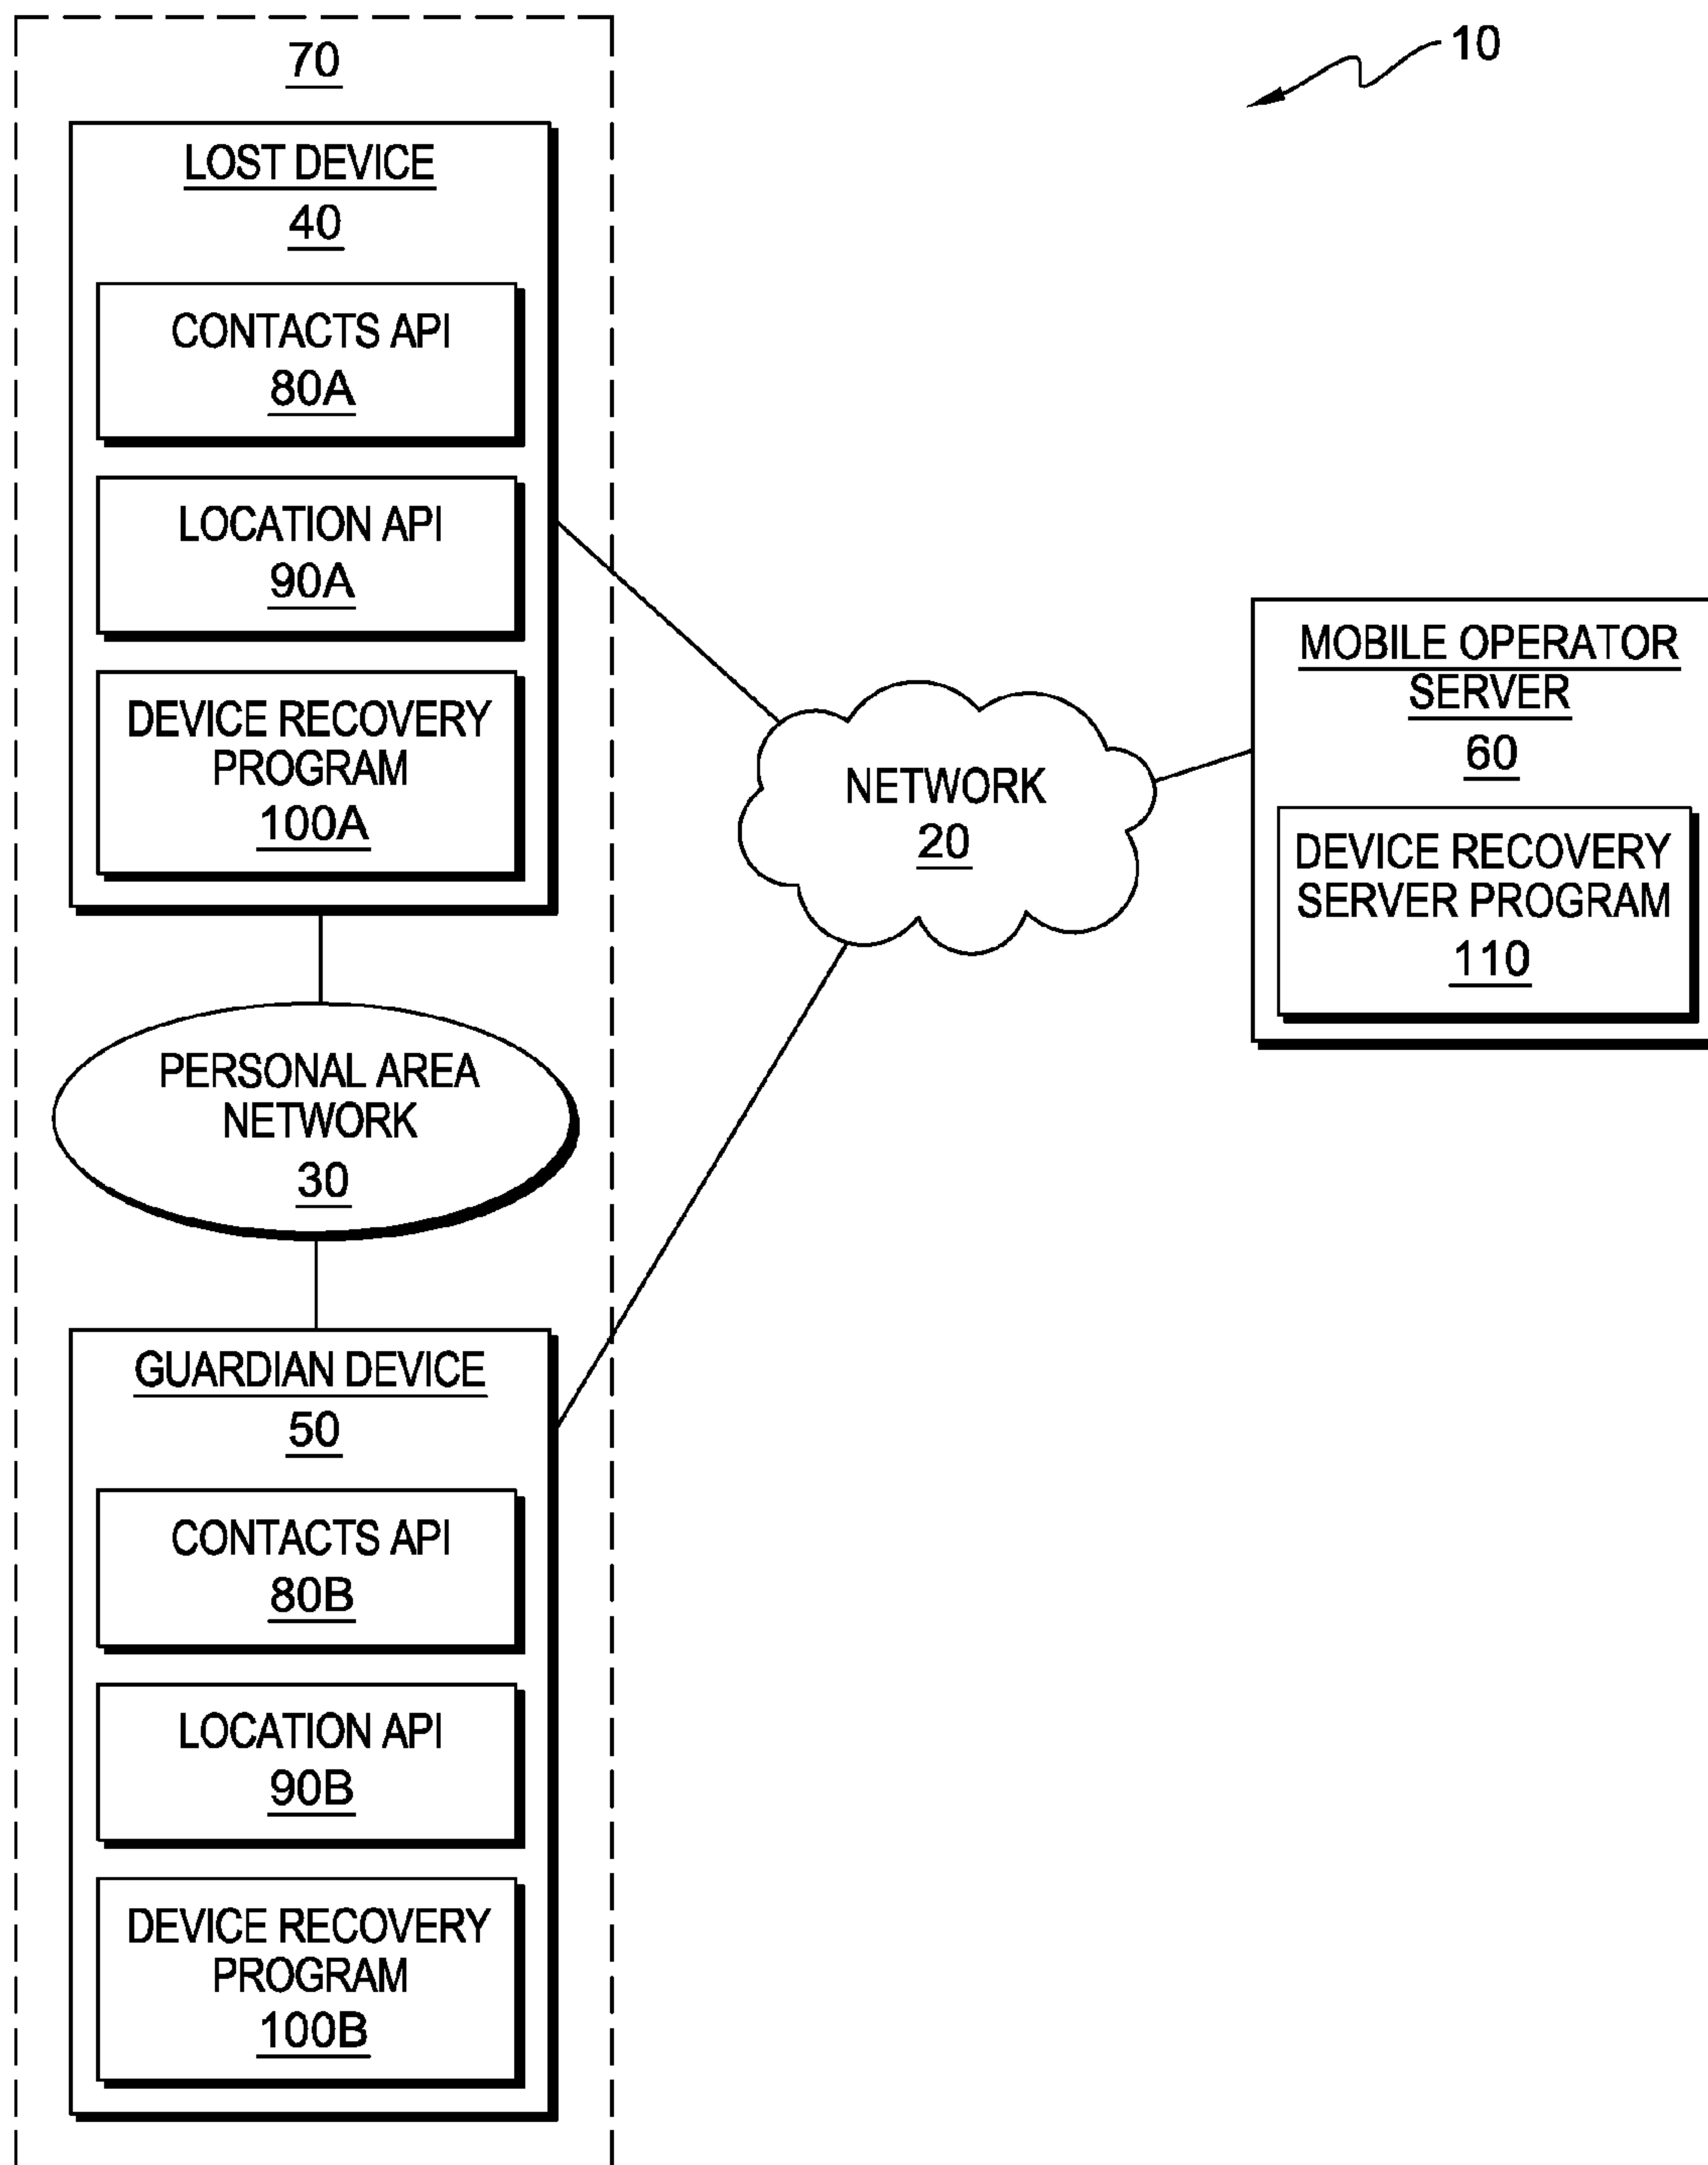 10
70
LOST DEVICE
40
CONTACTS API
80A
LOCATION API
90A
DEVICE RECOVERY
PROGRAM
100A
PERSONAL AREA
NETWORK
30
GUARDIAN DEVICE
50
CONTACTS API
80B
LOCATION API
90B
DEVICE RECOVERY
PROGRAM
100B
NETWORK
20
MOBILE OPERATOR
SERVER
60
DEVICE RECOVERY
SERVER PROGRAM
110